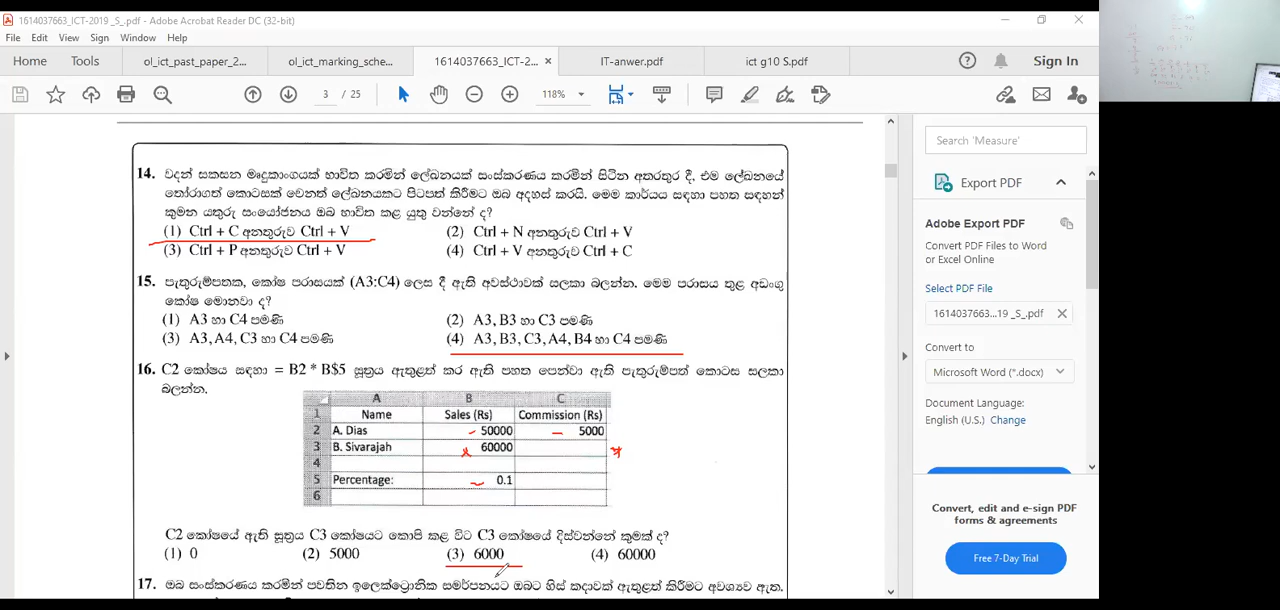 1614037663_ICT-2019 _S_.pdf - Adobe Acrobat Reader DC (32-bit)
File Edit View Sign Window Help
Home Tools ol_ict_past_paper_2... ol_ict_marking_sche... 1614037663_ICT-2... × IT-anwer.pdf ict g10 S.pdf Sign In
3 / 25 118%
14. වදන් සකසන මෘදුකාංගයක් භාවිත කරමින් ලේඛනයක් සංස්කරණය කරමින් සිටින අතරතුර දී, එම ලේඛනයේ
තෝරාගත් කොටසක් වෙනත් ලේඛනයකට පිටපත් කිරීමට ඔබ අදහස් කරයි. මෙම කාර්යය සඳහා පහත සඳහන්
කුමන යතුරු සංයෝජනය ඔබ භාවිත කළ යුතු වන්නේ ද?
(1) Ctrl + C අනතුරුව Ctrl + V (2) Ctrl + N අනතුරුව Ctrl + V
(3) Ctrl + P අනතුරුව Ctrl + V (4) Ctrl + V අනතුරුව Ctrl + C
15. පැතුරුම්පතක, කෝෂ පරාසයක් (A3:C4) ලෙස දී ඇති අවස්ථාවක් සලකා බලන්න. මෙම පරාසය තුළ අඩංගු
කෝෂ මොනවා ද?
(1) A3 හා C4 පමණි (2) A3, B3 හා C3 පමණි
(3) A3, A4, C3 හා C4 පමණි (4) A3, B3, C3, A4, B4 හා C4 පමණි
16. C2 කෝෂය සඳහා = B2 * B$5 සූත්‍රය ඇතුළත් කර ඇති පහත පෙන්වා ඇති පැතුරුම්පත් කොටස සලකා
බලන්න.
A B C
1 Name Sales (Rs) Commission (Rs)
2 A. Dias 50000 5000
3 B. Sivarajah 60000
4
5 Percentage: 0.1
6
C2 කෝෂයේ ඇති සූත්‍රය C3 කෝෂයට කොපි කළ විට C3 කෝෂයේ දිස්වන්නේ කුමක් ද?
(1) 0 (2) 5000 (3) 6000 (4) 60000
17. ඔබ සංස්කරණය කරමින් පවතින ඉලෙක්ට්‍රොනික සමර්පනයට ඔබට හිස් කදාවක් ඇතුළත් කිරීමට අවශ්‍යව ඇත.
Search 'Measure'
Export PDF
Adobe Export PDF
Convert PDF Files to Word
or Excel Online
Select PDF File
1614037663...19 _S_.pdf ×
Convert to
Microsoft Word (*.docx)
Document Language:
English (U.S.) Change
Convert, edit and e-sign PDF
forms & agreements
Free 7-Day Trial